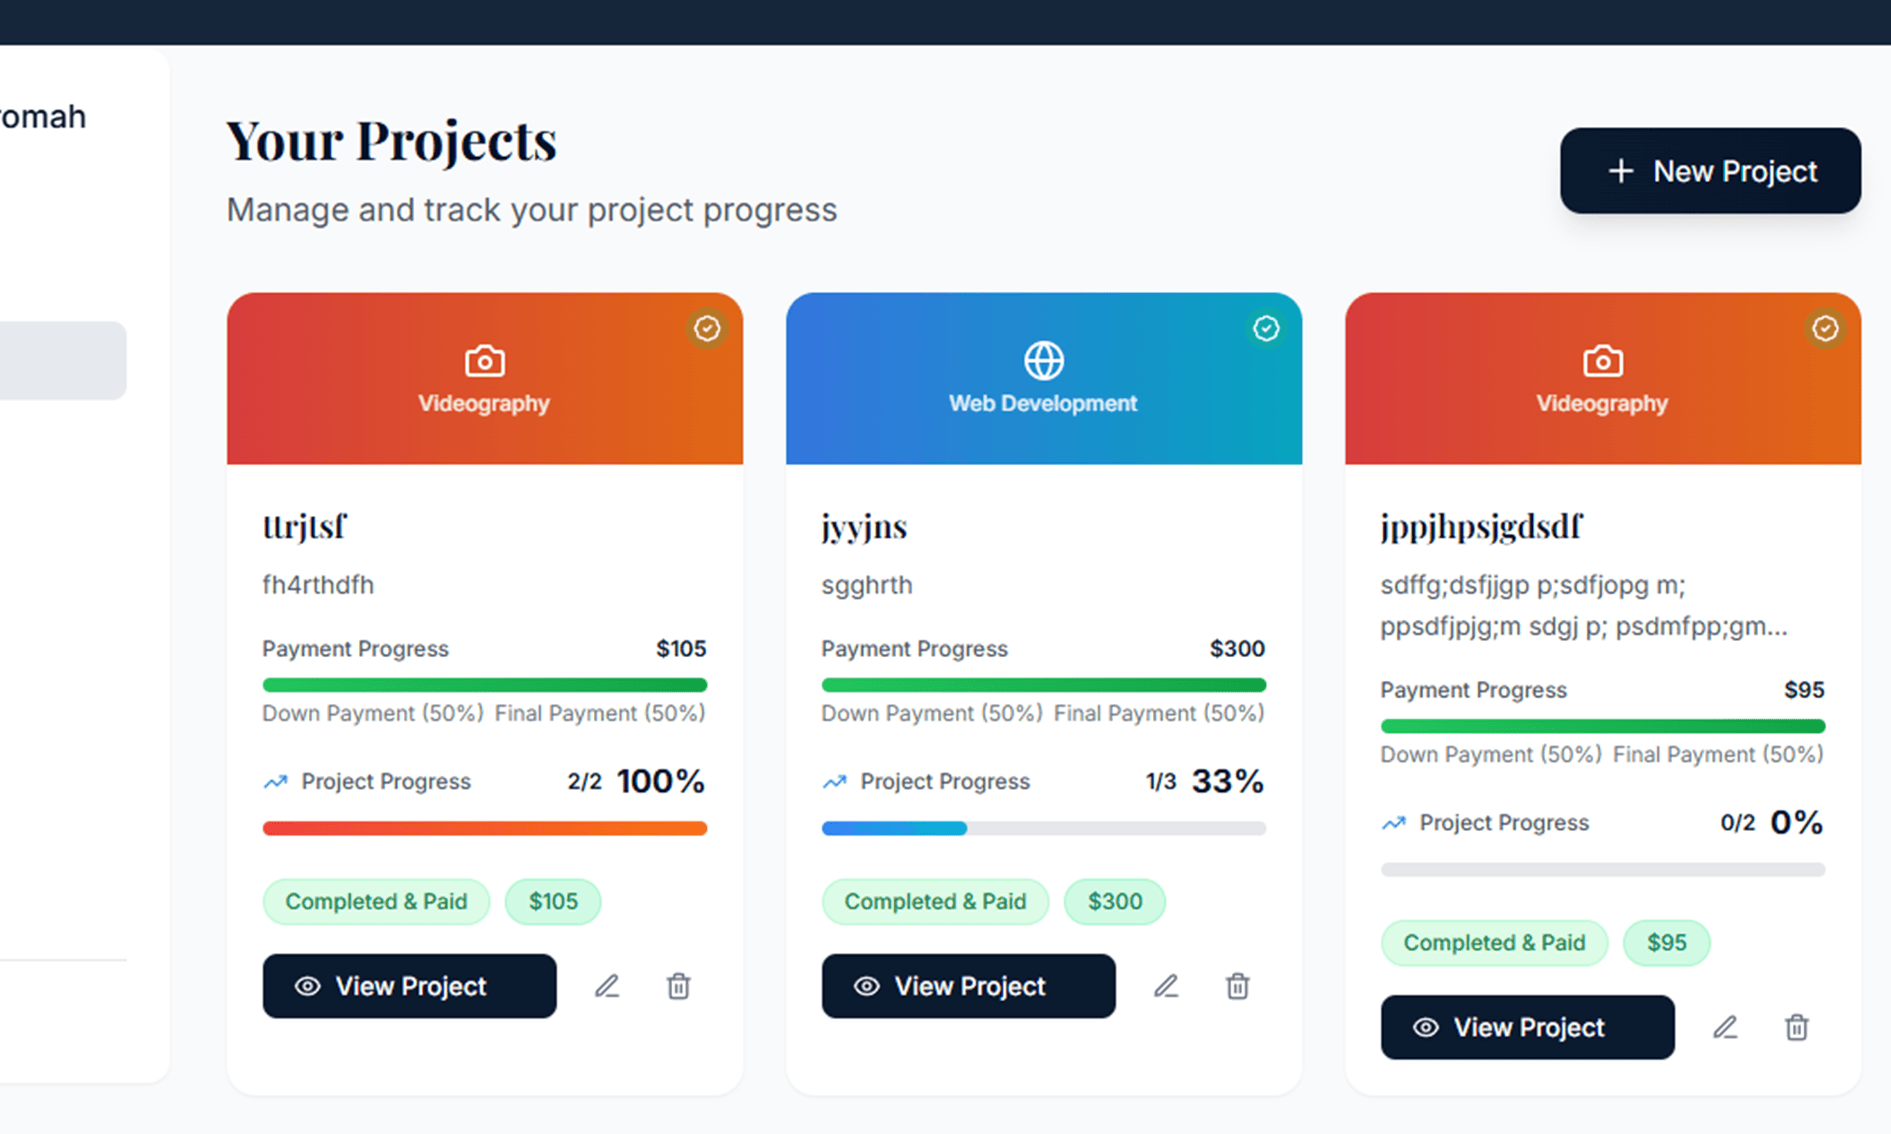 romah
Your Projects
Manage and track your project progress
New Project
Videography
ttrjtsf
fh4rthdfh
Payment Progress $105
Down Payment (50%) Final Payment (50%)
Project Progress 2/2 100%
Completed & Paid $105
View Project
Web Development
jyyjns
sgghrth
Payment Progress $300
Down Payment (50%) Final Payment (50%)
Project Progress 1/3 33%
Completed & Paid $300
View Project
Videography
jppjhpsjgdsdf
sdffg;dsfjjgp p;sdfjopg m;
ppsdfjpjg;m sdgj p; psdmfpp;gm...
Payment Progress $95
Down Payment (50%) Final Payment (50%)
Project Progress 0/2 0%
Completed & Paid $95
View Project